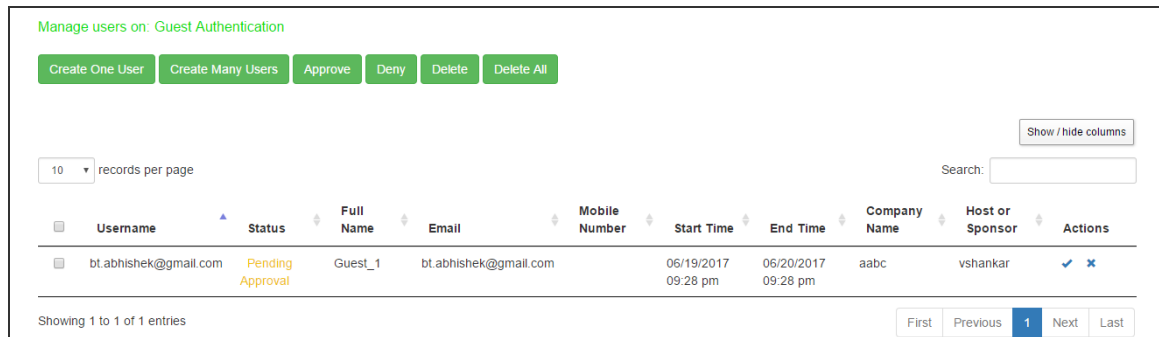 Manage users on: Guest Authentication
Create One User Create Many Users Approve Deny Delete Delete All
Show / hide columns
10 records per page Search:
Username Status Full Name Email Mobile Number Start Time End Time Company Name Host or Sponsor Actions
bt.abhishek@gmail.com Pending Approval Guest_1 bt.abhishek@gmail.com 06/19/2017 09:28 pm 06/20/2017 09:28 pm aabc vshankar
Showing 1 to 1 of 1 entries First Previous 1 Next Last